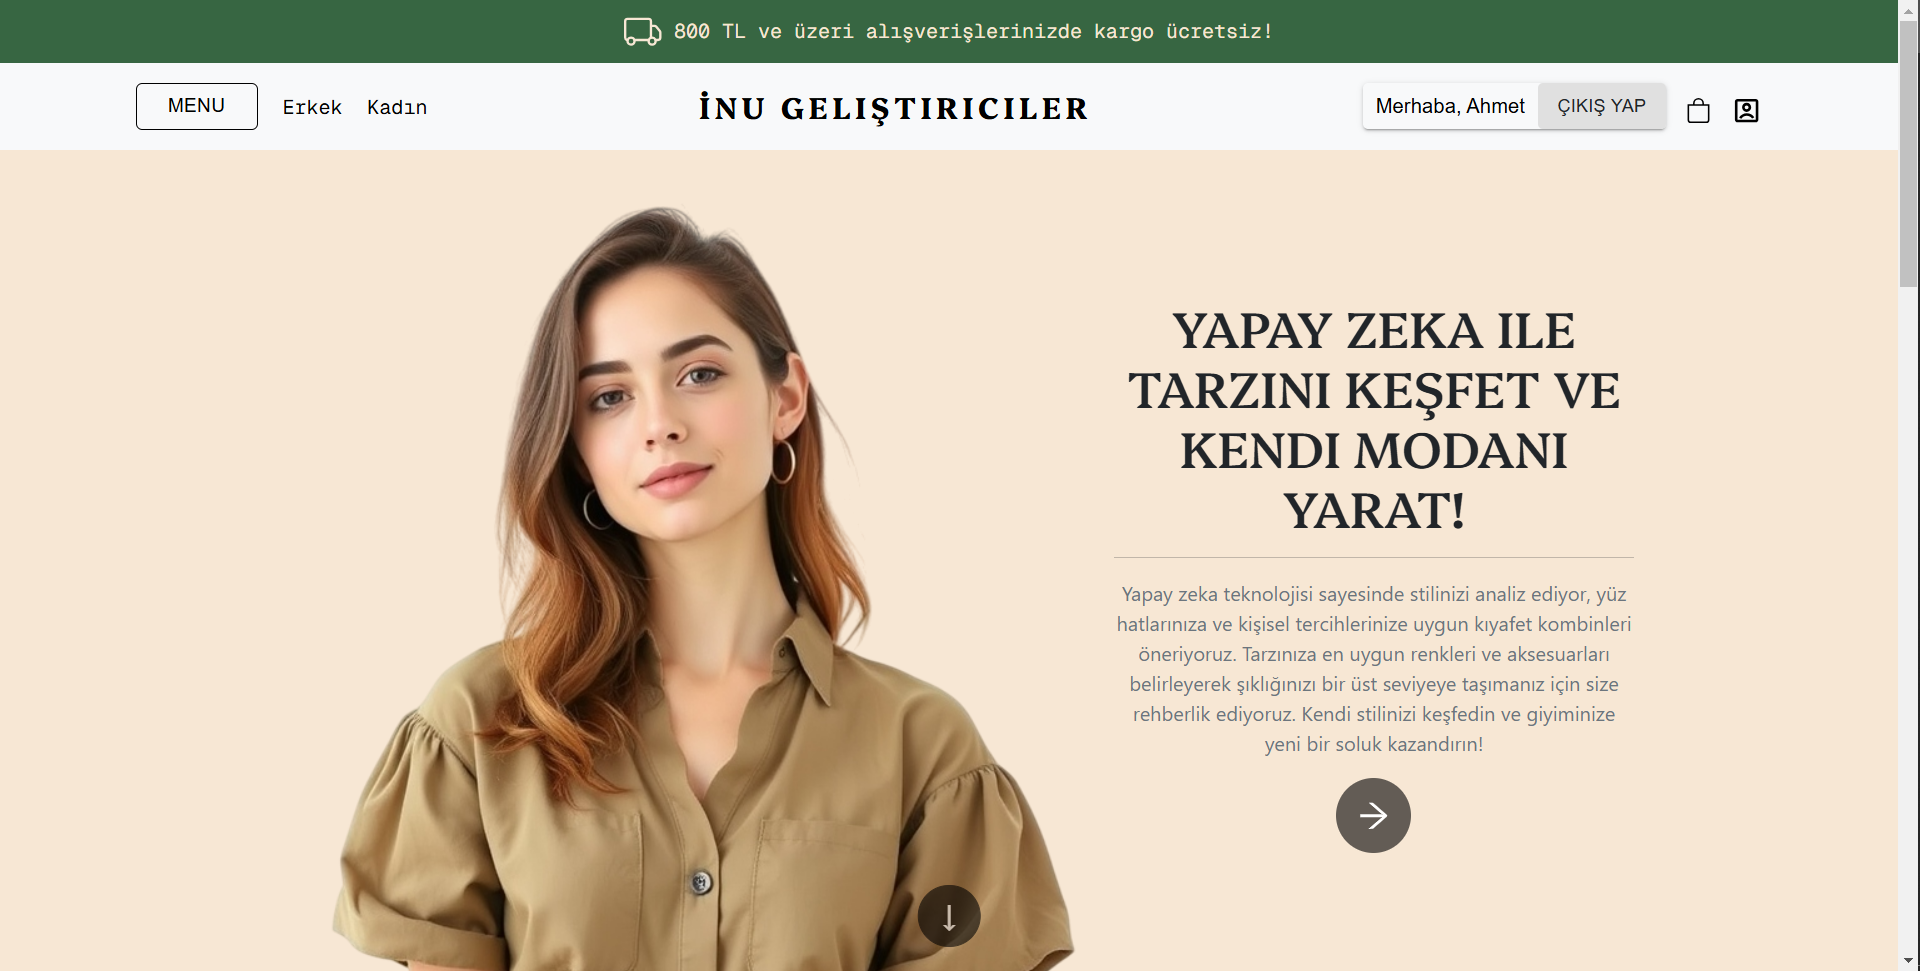 800 TL ve üzeri alışverişlerinizde kargo ücretsiz!
MENU
Erkek
Kadın
İNU GELIŞTIRICILER
Merhaba, Ahmet
ÇIKIŞ YAP
YAPAY ZEKA ILE
TARZINI KEŞFET VE
KENDI MODANI
YARAT!
Yapay zeka teknolojisi sayesinde stilinizi analiz ediyor, yüz
hatlarınıza ve kişisel tercihlerinize uygun kıyafet kombinleri
öneriyoruz. Tarzınıza en uygun renkleri ve aksesuarları
belirleyerek şıklığınızı bir üst seviyeye taşımanız için size
rehberlik ediyoruz. Kendi stilinizi keşfedin ve giyiminize
yeni bir soluk kazandırın!